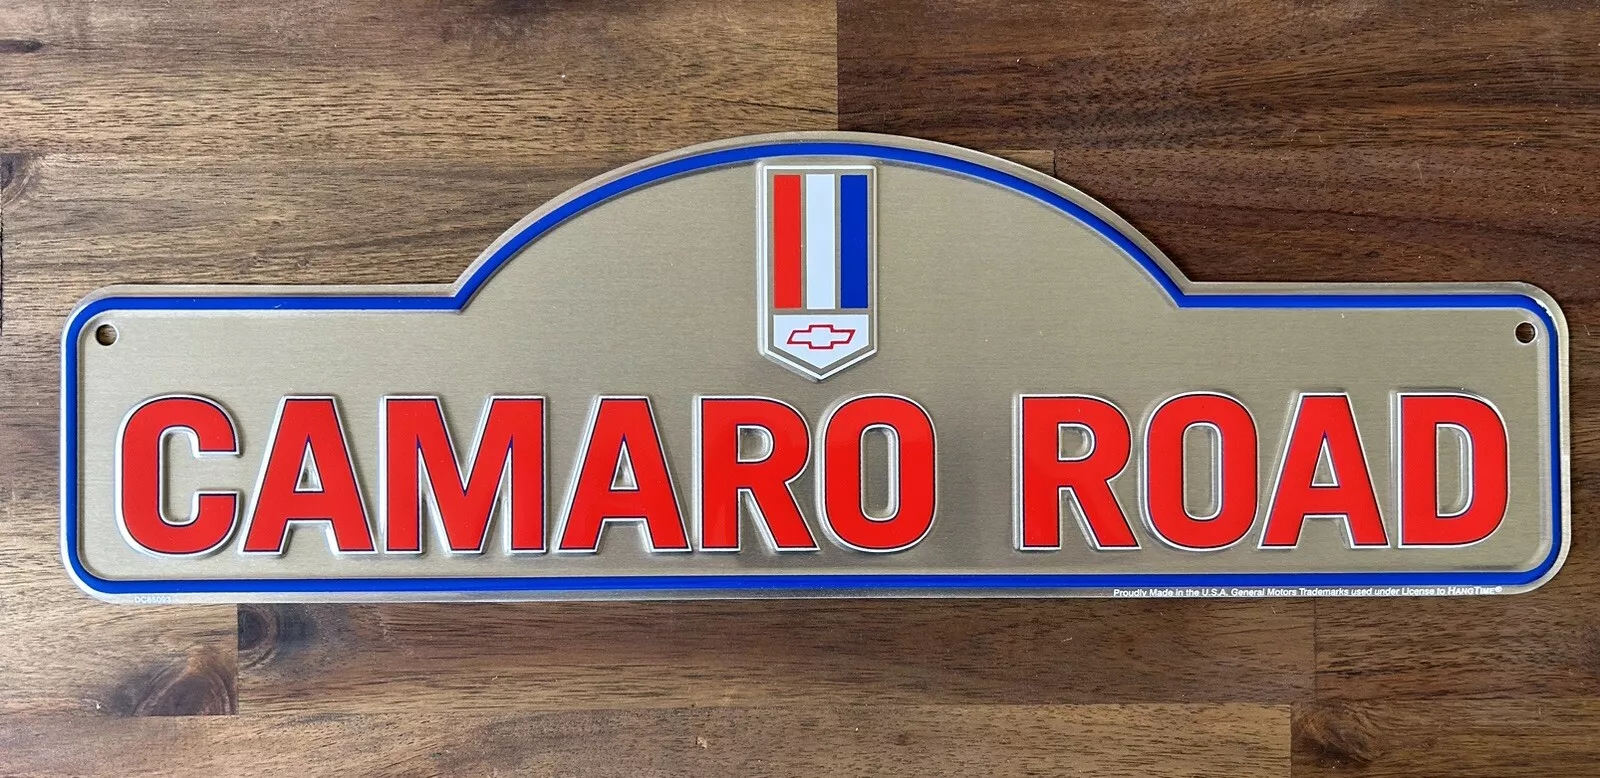 CAMARO ROAD
Proudly Made in the U.S.A. General Motors Trademarks used under License to HANGTIME®